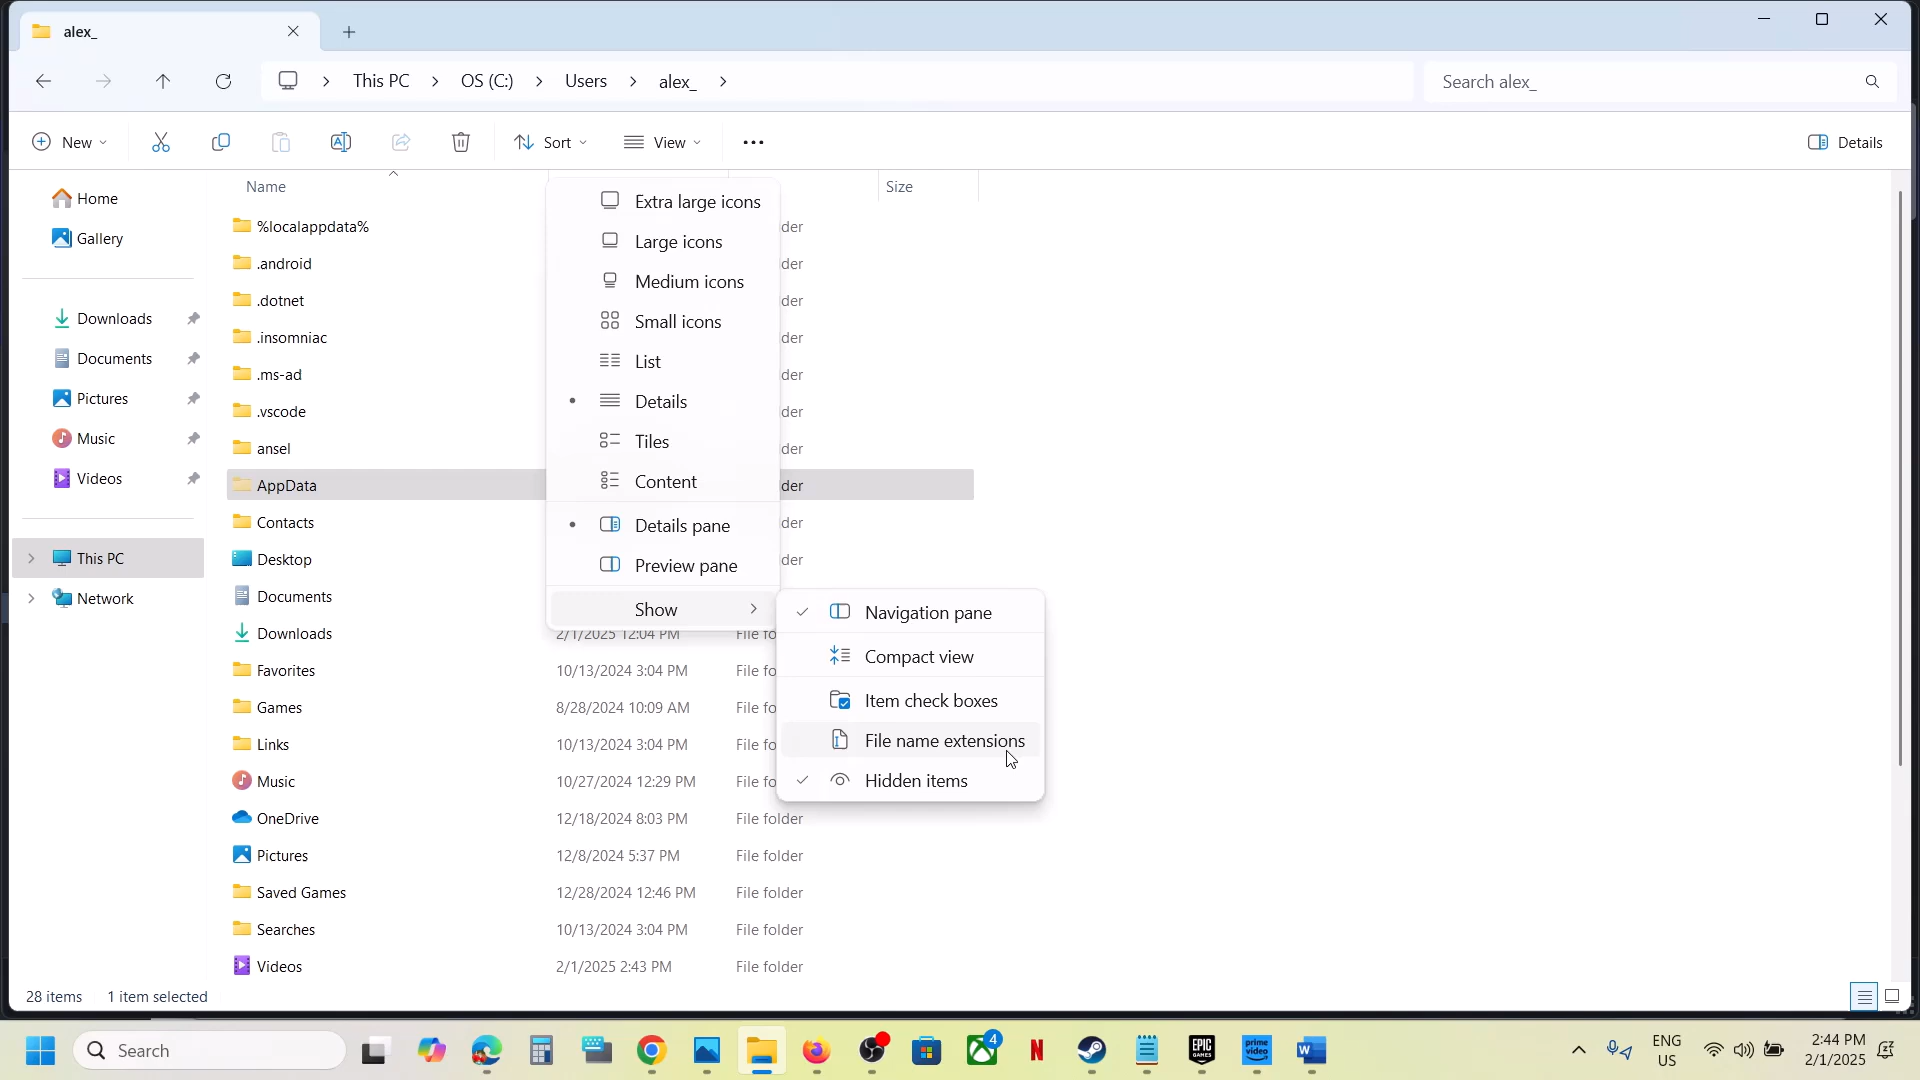 alex_
This PC
OS (C:)
Users
alex_
Search alex_
New
Sort
View
Details
Home
Gallery
Downloads
Documents
Pictures
Music
Videos
This PC
Network
Name
Size
%localappdata%
der
.android
der
.dotnet
der
.insomniac
der
.ms-ad
der
.vscode
der
ansel
der
AppData
der
Contacts
der
Desktop
der
Documents
Downloads
2/1/2025 12:04 PM
File fo
Favorites
10/13/2024 3:04 PM
File fo
Games
8/28/2024 10:09 AM
File fo
Links
10/13/2024 3:04 PM
File fo
Music
10/27/2024 12:29 PM
File fo
OneDrive
12/18/2024 8:03 PM
File folder
Pictures
12/8/2024 5:37 PM
File folder
Saved Games
12/28/2024 12:46 PM
File folder
Searches
10/13/2024 3:04 PM
File folder
Videos
2/1/2025 2:43 PM
File folder
Extra large icons
Large icons
Medium icons
Small icons
List
Details
Tiles
Content
Details pane
Preview pane
Show
Navigation pane
Compact view
Item check boxes
File name extensions
Hidden items
28 items
1 item selected
Search
4
N
EPIC
GAMES
prime
video
W
ENG
US
2:44 PM
2/1/2025